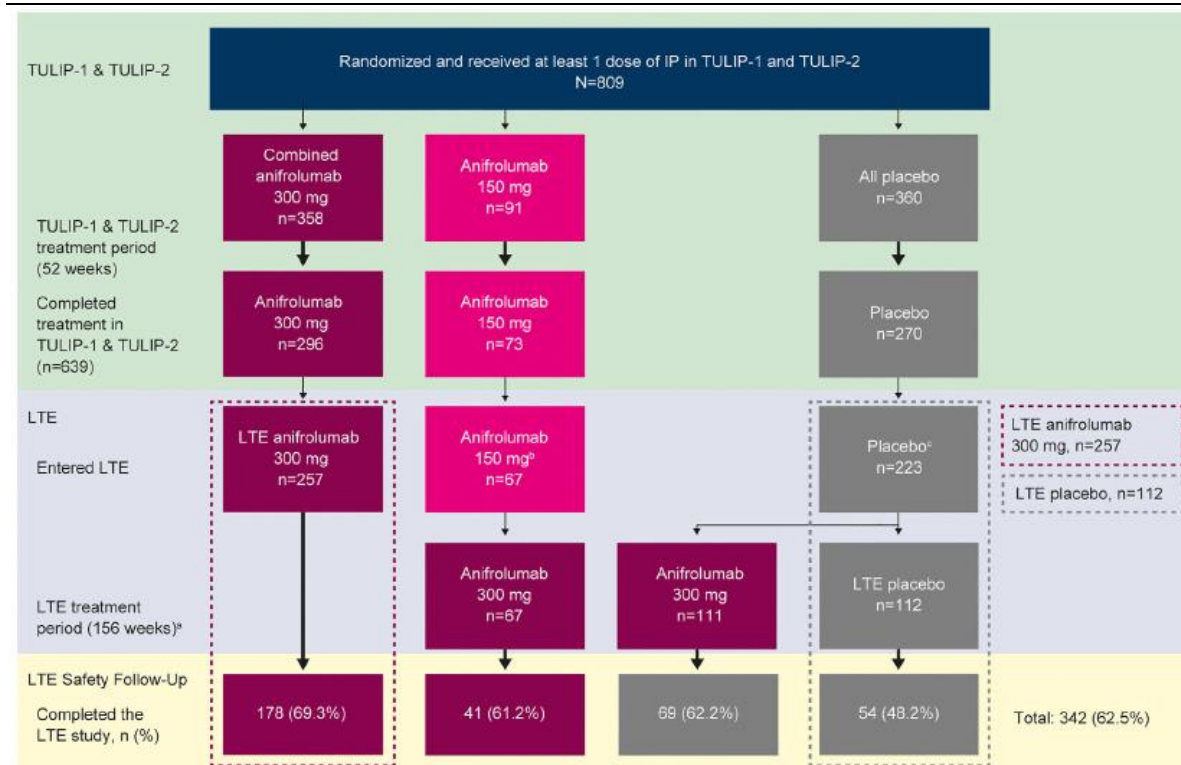 TULIP-1 & TULIP-2
Randomized and received at least 1 dose of IP in TULIP-1 and TULIP-2
N=809
Combined
anifrolumab
300 mg
n=358
Anifrolumab
150 mg
n=91
All placebo
n=360
TULIP-1 & TULIP-2
treatment period
(52 weeks)
Completed
treatment in
TULIP-1 & TULIP-2
(n=639)
Anifrolumab
300 mg
n=296
Anifrolumab
150 mg
n=73
Placebo
n=270
LTE
Entered LTE
LTE anifrolumab
300 mg
n=257
Anifrolumab
150 mgᵇ
n=67
Placeboᶜ
n=223
LTE anifrolumab
300 mg, n=257
LTE placebo, n=112
LTE treatment
period (156 weeks)ᵃ
Anifrolumab
300 mg
n=67
Anifrolumab
300 mg
n=111
LTE placebo
n=112
LTE Safety Follow-Up
Completed the
LTE study, n (%)
178 (69.3%)
41 (61.2%)
69 (62.2%)
54 (48.2%)
Total: 342 (62.5%)